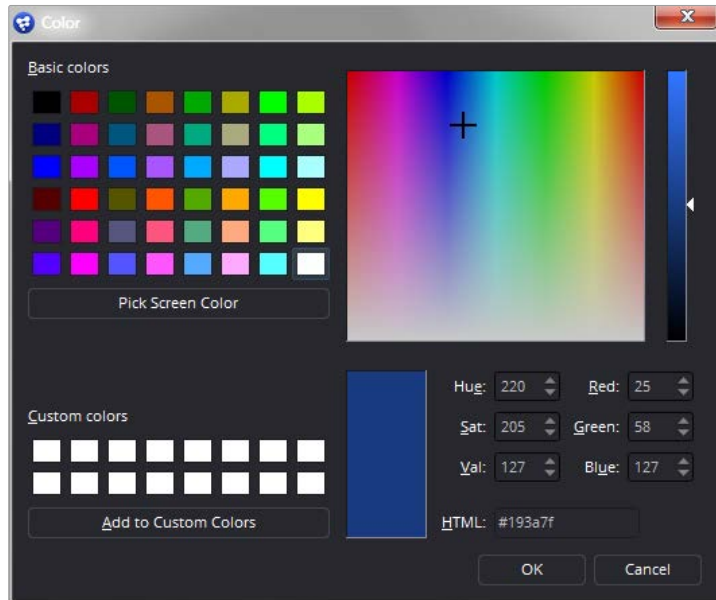 Color
Basic colors
Pick Screen Color
Custom colors
Add to Custom Colors
Hue: 220 Red: 25
Sat: 205 Green: 58
Val: 127 Blue: 127
HTML: #193a7f
OK Cancel